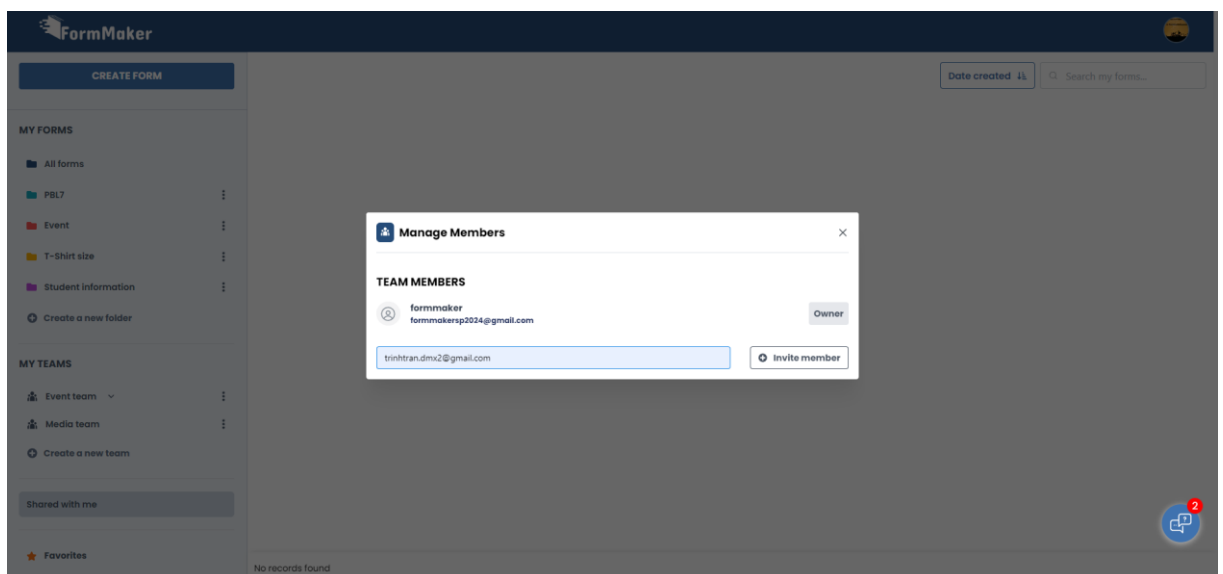 FormMaker
CREATE FORM
Date created
Search my forms...
MY FORMS
All forms
PBL7
Event
T-Shirt size
Student information
Create a new folder
MY TEAMS
Event team
Media team
Create a new team
Shared with me
Favorites
Manage Members
TEAM MEMBERS
formmaker
formmakersp2024@gmail.com
Owner
trinhtran.dmx2@gmail.com
Invite member
2
No records found